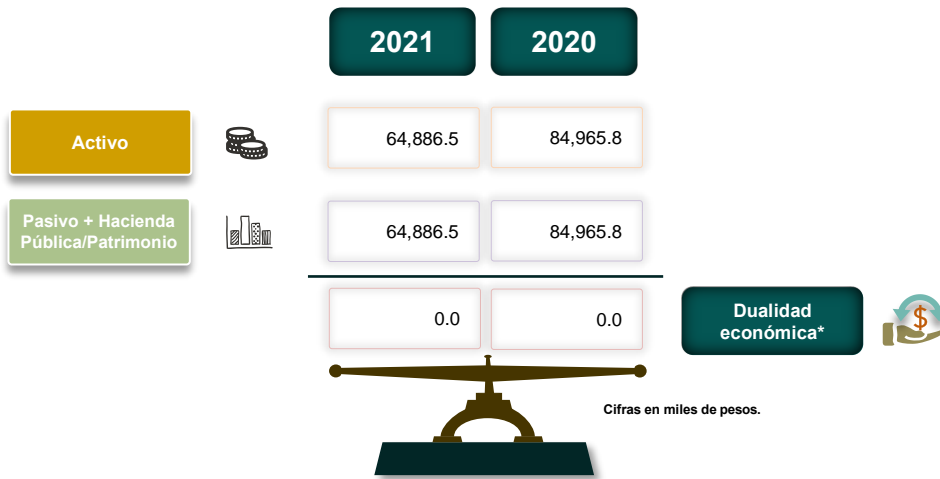 2021 2020
Activo 64,886.5 84,965.8
Pasivo + Hacienda
Pública/Patrimonio 64,886.5 84,965.8
0.0 0.0 Dualidad
económica*
$
Cifras en miles de pesos.